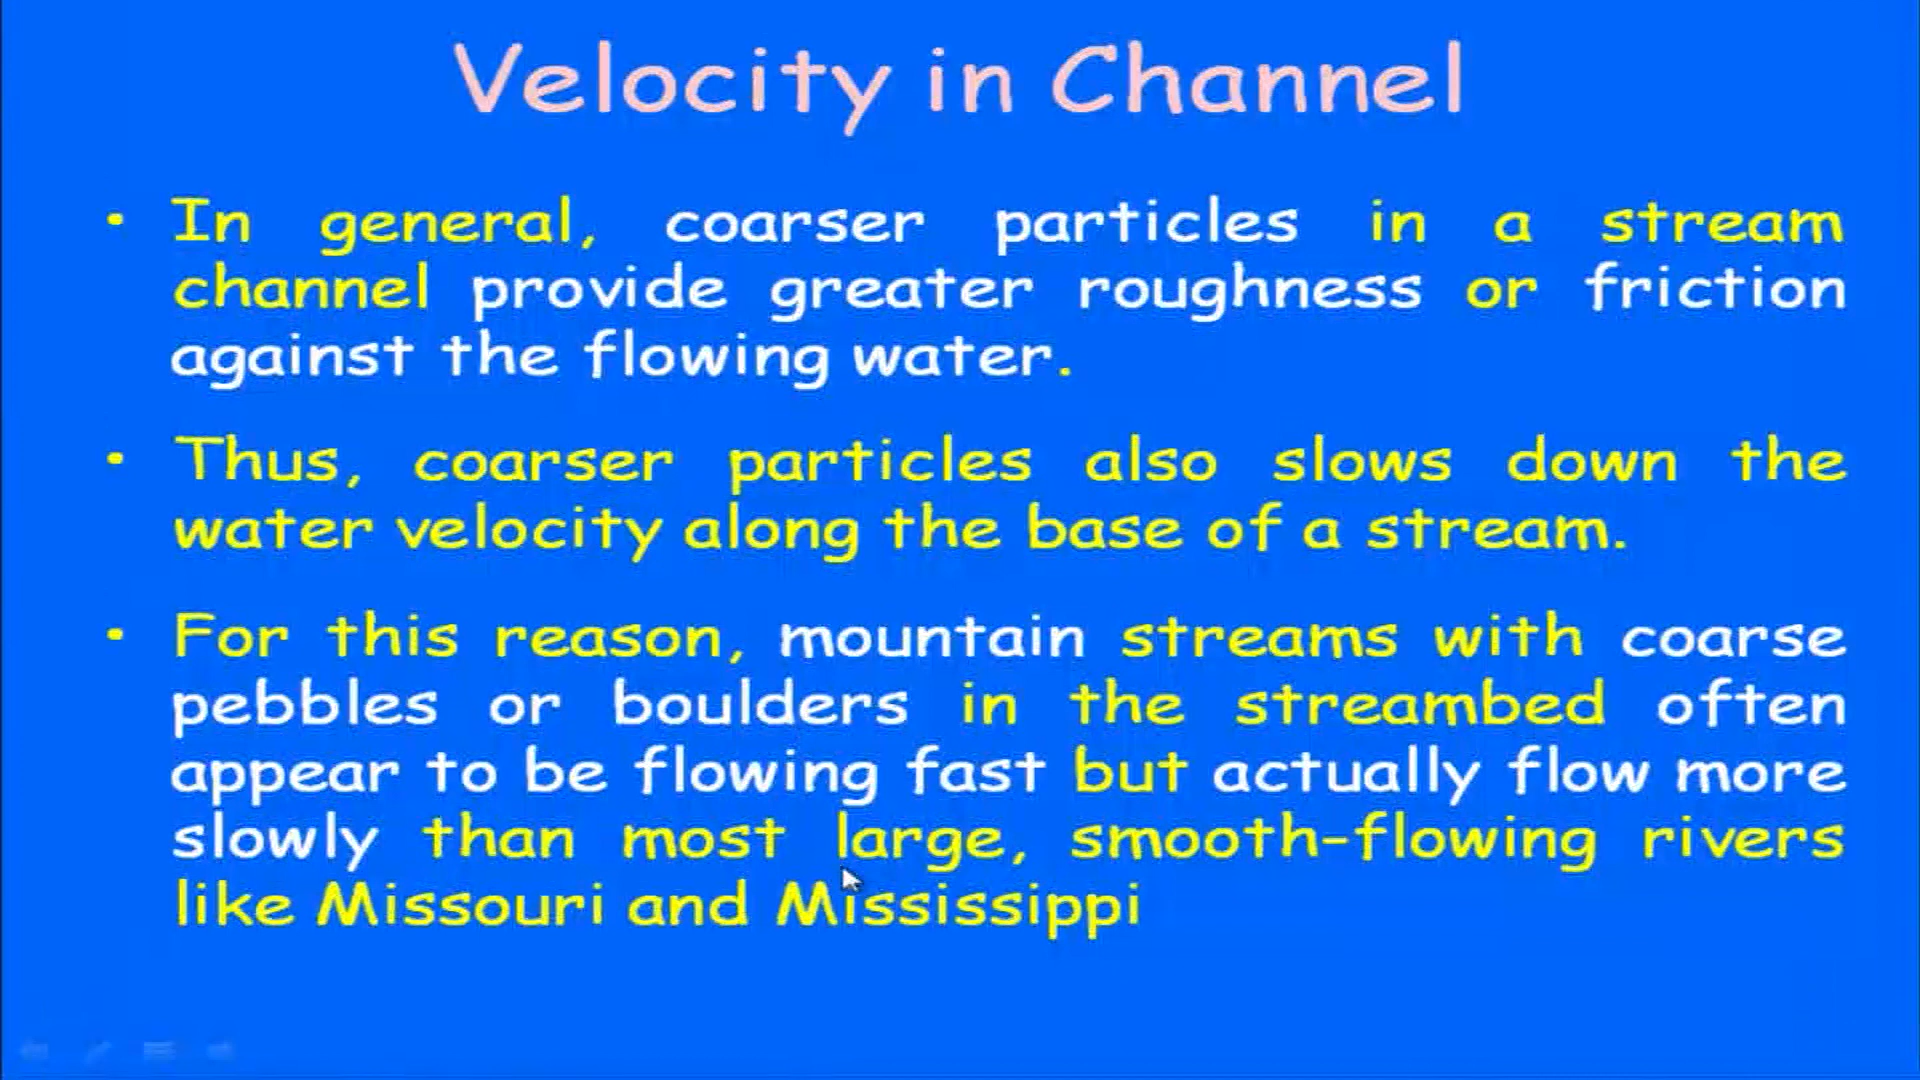 Velocity in Channel
• In general, coarser particles in a stream
channel provide greater roughness or friction
against the flowing water.
• Thus, coarser particles also slows down the
water velocity along the base of a stream.
• For this reason, mountain streams with coarse
pebbles or boulders in the streambed often
appear to be flowing fast but actually flow more
slowly than most large, smooth-flowing rivers
like Missouri and Mississippi